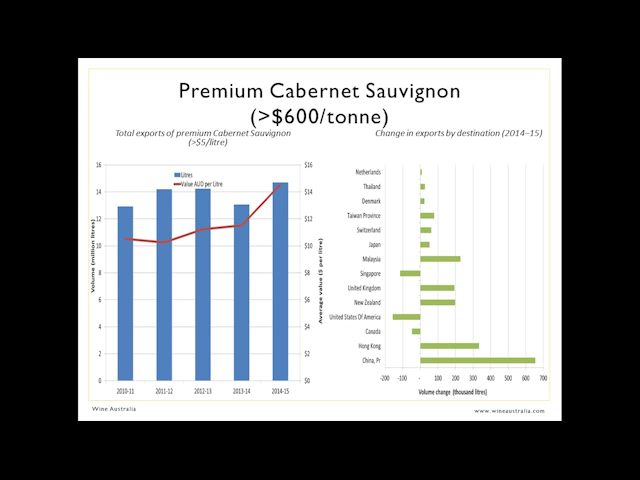 Premium Cabernet Sauvignon
(>$600/tonne)
Total exports of premium Cabernet Sauvignon
(>$5/litre)
Change in exports by destination (2014–15)
Litres
Value AUD per Litre
16
14
12
10
8
6
4
2
0
Volume (million litres)
$16
$14
$12
$10
$8
$6
$4
$2
$0
Average value ($ per litre)
2010-11
2011-12
2012-13
2013-14
2014-15
Netherlands
Thailand
Denmark
Taiwan Province
Switzerland
Japan
Malaysia
Singapore
United Kingdom
New Zealand
United States Of America
Canada
Hong Kong
China, Pr
-200
-100
-
100
200
300
400
500
600
700
Volume change (thousand litres)
Wine Australia
www.wineaustralia.com